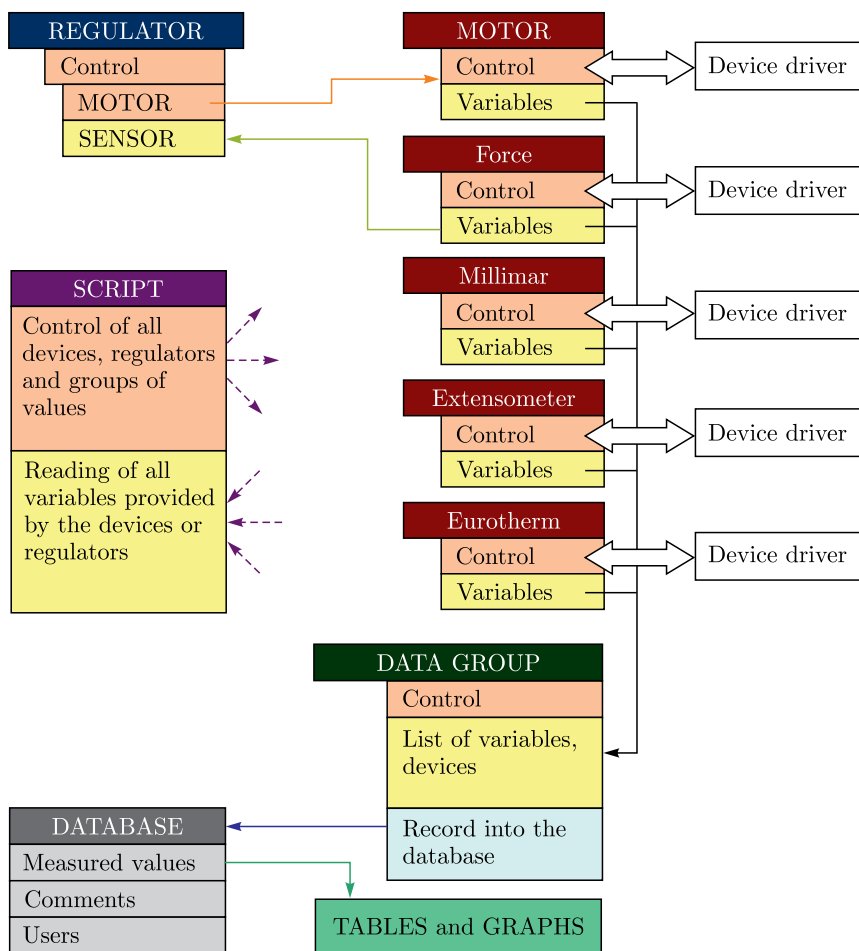 REGULATOR
Control
MOTOR
SENSOR
MOTOR
Control
Variables
Device driver
Force
Control
Variables
Device driver
Millimar
Control
Variables
Device driver
Extensometer
Control
Variables
Device driver
Eurotherm
Control
Variables
Device driver
SCRIPT
Control of all
devices, regulators
and groups of
values
Reading of all
variables provided
by the devices or
regulators
DATA GROUP
Control
List of variables,
devices
Record into the
database
DATABASE
Measured values
Comments
Users
TABLES and GRAPHS